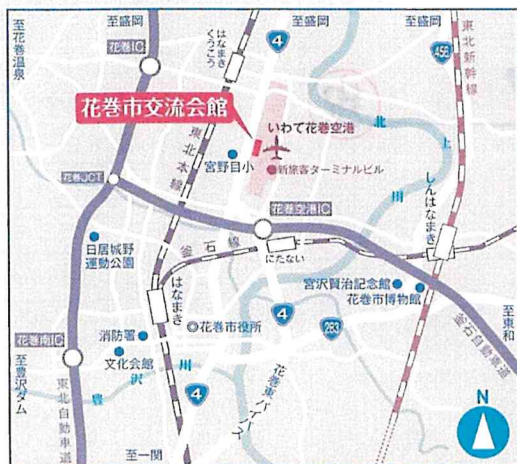 至花巻温泉
至盛岡
花巻IC
はなまき
くうこう
4
至盛岡
至盛岡
456
東北新幹線
花巻市交流会館
いわて花巻空港
北上川
東北本線
宮野目小
新旅客ターミナルビル
花巻JCT
花巻空港IC
しんはなまき
釜石線
にたない
日居城野
運動公園
はなまき
宮沢賢治記念館
花巻市博物館
至東和
花巻南IC
消防署
花巻市役所
4
283
釜石自動車道
文化会館
至豊沢ダム
豊沢川
4
花巻東バイパス
東北自動車道
至一関
N